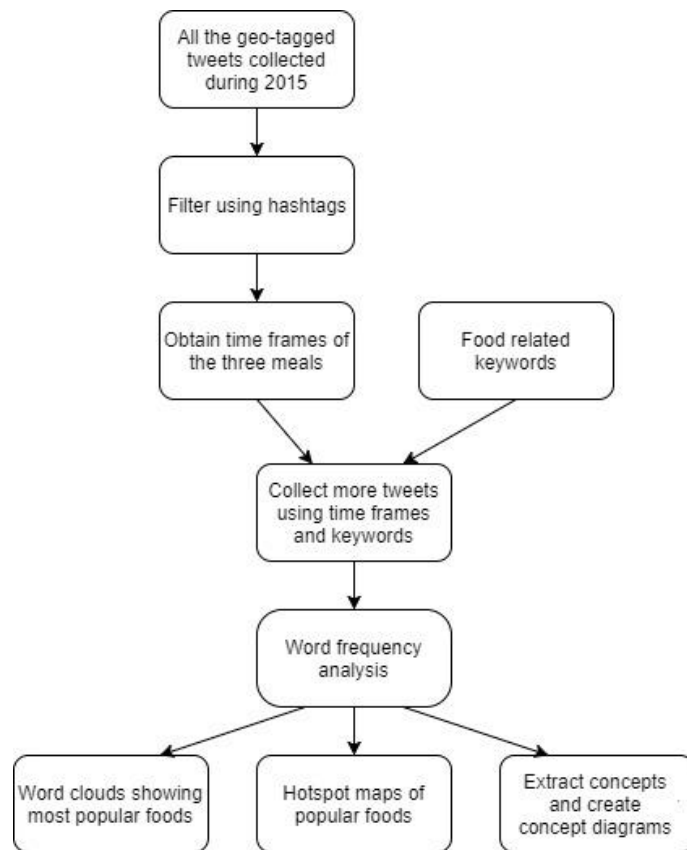 All the geo-tagged
tweets collected
during 2015
Filter using hashtags
Obtain time frames of
the three meals
Food related
keywords
Collect more tweets
using time frames
and keywords
Word frequency
analysis
Word clouds showing
most popular foods
Hotspot maps of
popular foods
Extract concepts
and create
concept diagrams